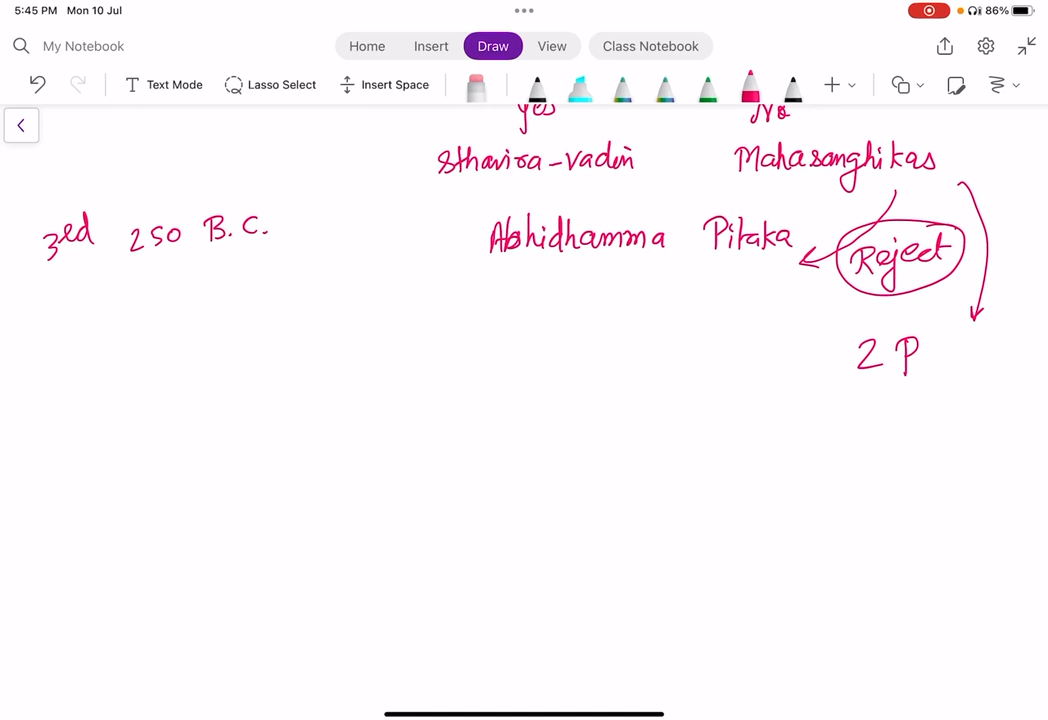 5:45 PM Mon 10 Jul
86%
My Notebook
Home Insert Draw View Class Notebook
Text Mode Lasso Select Insert Space
Yes No
Sthavira-vadin Mahasanghikas
3rd 250 B.C. Abhidhamma Pitaka Reject
2 P